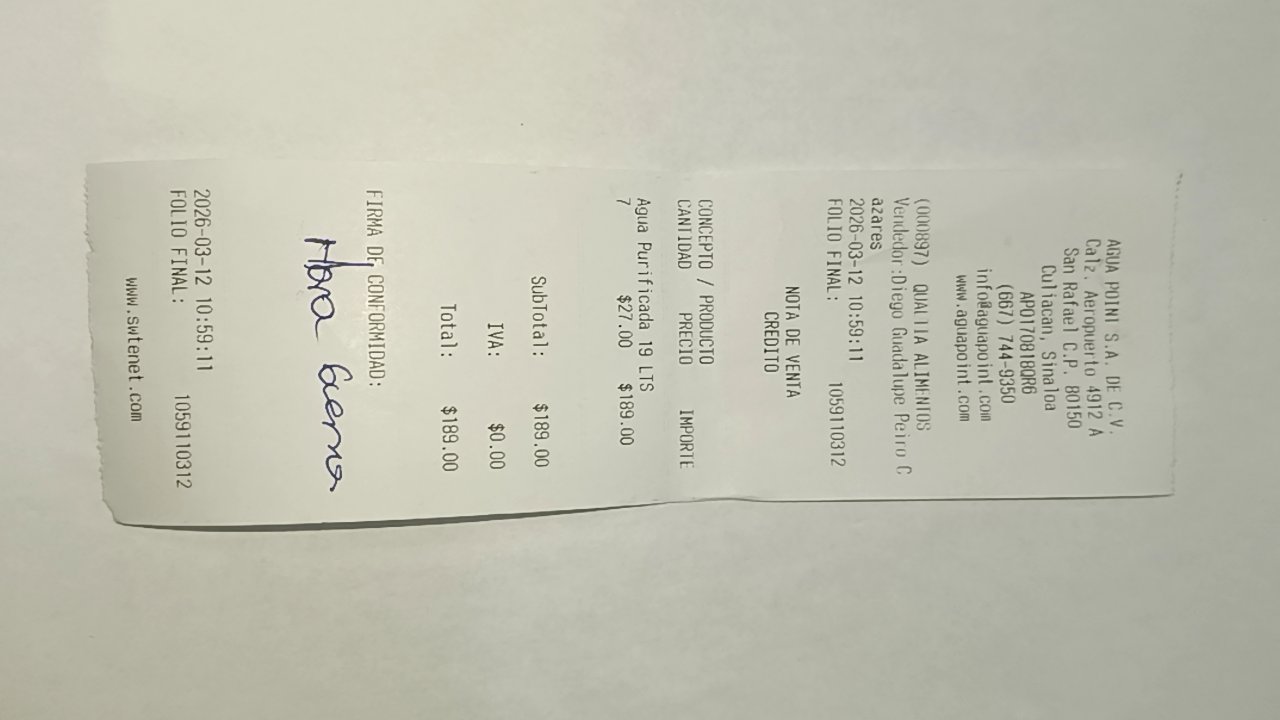 AGUA POINI S.A. DE C.V.
Calz. Aeropuerto 4912 A
San Rafael C.P. 80150
Culiacan, Sinaloa
APO170818QR6
(667) 744-9350
info@aguapoint.com
www.aguapoint.com
(000897) QUALIIA ALIMENTOS
Vendedor:Diego Guadalupe Peiro C
azares
2026-03-12 10:59:11
FOLIO FINAL: 1059110312
NOTA DE VENTA
CREDITO
CONCEPTO / PRODUCTO
CANTIDAD PRECIO IMPORTE
Agua Purificada 19 LTS
7 $27.00 $189.00
SubTotal: $189.00
IVA: $0.00
Total: $189.00
FIRMA DE CONFORMIDAD:
2026-03-12 10:59:11
FOLIO FINAL: 1059110312
www.swtenet.com